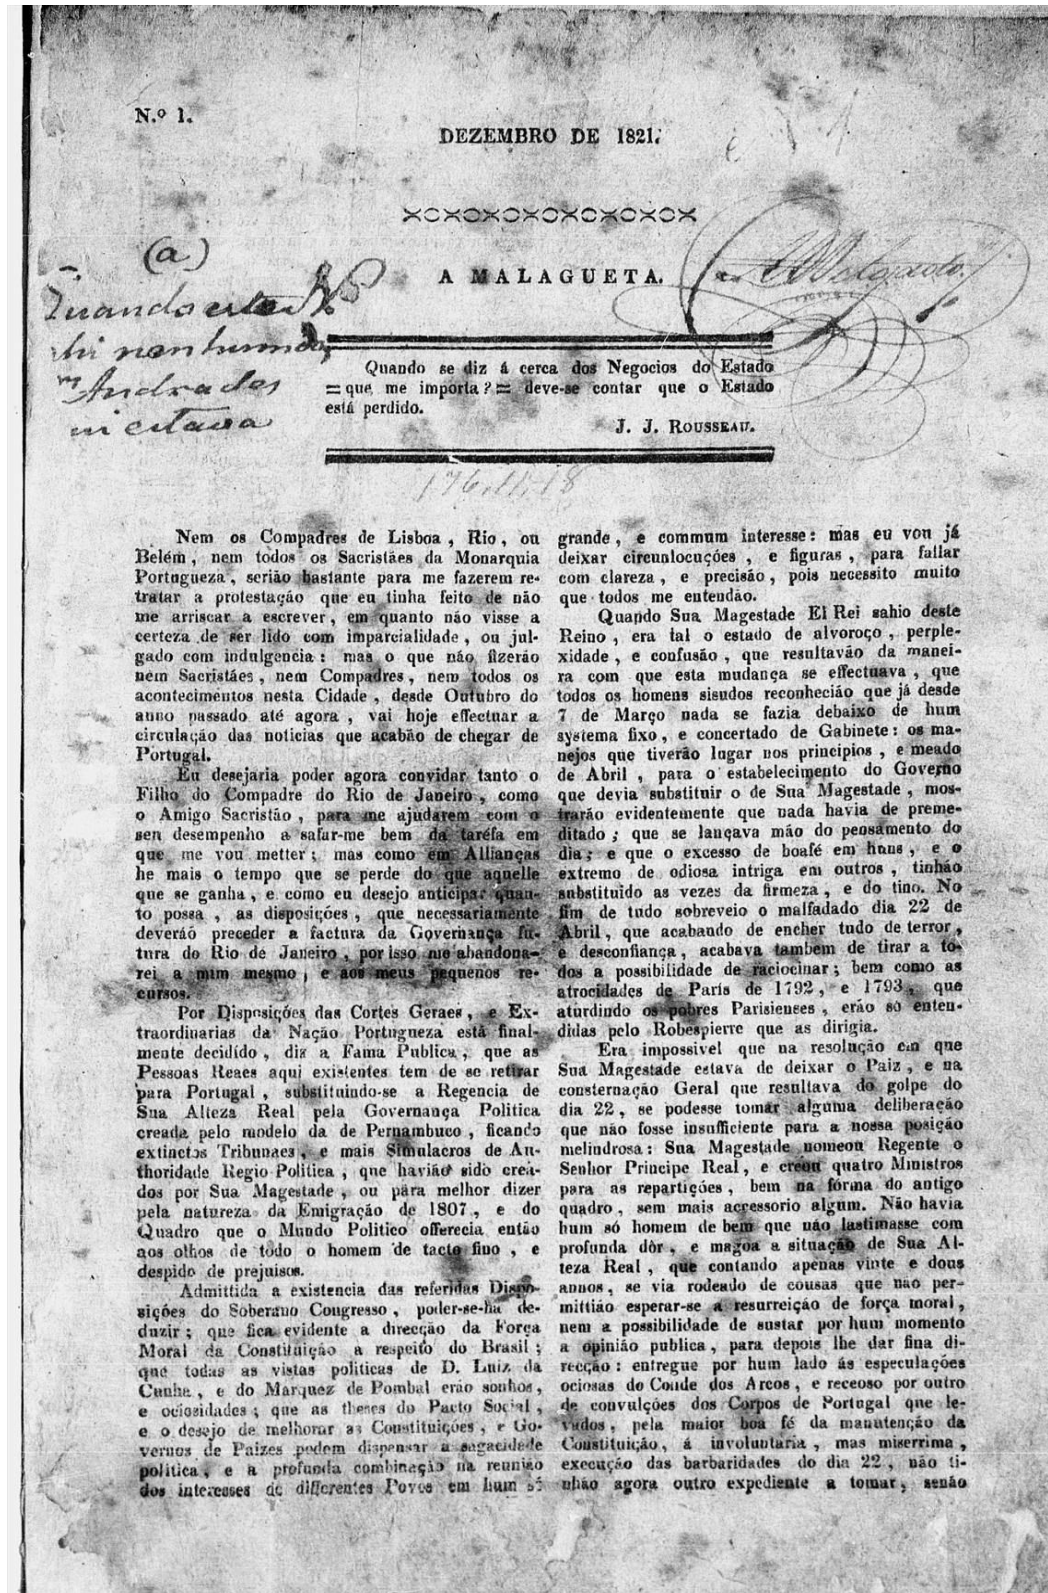 N.º 1.
DEZEMBRO DE 1821.
(a)
A MALAGUETA.
Quando
Andradas
Quando se diz á cerca dos Negocios do Estado
= que me importa? = deve-se contar que o Estado
está perdido.
J. J. ROUSSEAU.
Nem os Compadres de Lisboa, Rio, ou
Belém, nem todos os Sacristães da Monarquia
Portugueza, serião bastante para me fazerem re-
tratar a protestação que eu tinha feito de não
me arriscar a escrever, em quanto não visse a
certeza de ser lido com imparcialidade, ou jul-
gado com indulgencia: mas o que não fizerão
nem Sacristães, nem Compadres, nem todos os
acontecimentos nesta Cidade, desde Outubro do
anno passado até agora, vai hoje effectuar a
circulação das noticias que acabão de chegar de
Portugal.
Eu desejaria poder agora convidar tanto o
Filho do Compadre do Rio de Janeiro, como
o Amigo Sacristão, para me ajudarem com o
seu desempenho a safar-me bem da taréfa em
que me vou metter; mas como em Allianças
he mais o tempo que se perde do que aquelle
que se ganha, e como eu desejo anticipar quan-
to possa, as disposições, que necessariamente
deveráõ preceder a factura da Governança fu-
tura do Rio de Janeiro, por isso me abandona-
rei a mim mesmo, e aos meus pequenos re-
cursos.
Por Disposições das Cortes Geraes, e Ex-
traordinarias da Nação Portugueza está final-
mente decidido, diz a Fama Publica, que as
Pessoas Reaes aqui existentes tem de se retirar
para Portugal, substituindo-se a Regencia de
Sua Alteza Real pela Governança Politica
creada pelo modelo da de Pernambuco, ficando
extinctos Tribunaes, e mais Simulacros de Au-
thoridade Regio-Politica, que havião sido crea-
dos por Sua Magestade, ou para melhor dizer
pela natureza da Emigração de 1807, e do
Quadro que o Mundo Politico offerecia então
aos olhos de todo o homem de tacto fino, e
despido de prejuisos.
Admittida a existencia das referidas Dispo-
sições do Soberano Congresso, poder-se-ha de-
duzir; que fica evidente a direcção da Força
Moral da Constituição a respeito do Brasil;
que todas as vistas politicas de D. Luiz da
Cunha, e do Marquez de Pombal erão sonhos,
e ociosidades; que as theses do Pacto Social,
e o desejo de melhorar as Constituições, e Go-
vernos de Paizes podem dispensar a sagacidade
politica, e a profunda combinação na reunião
dos interesses de differentes Povos em hum só
grande, e commum interesse: mas eu vou já
deixar circunlocuções, e figuras, para fallar
com clareza, e precisão, pois necessito muito
que todos me entendão.
Quando Sua Magestade El Rei sahio deste
Reino, era tal o estado de alvoroço, perple-
xidade, e confusão, que resultavão da manei-
ra com que esta mudança se effectuava, que
todos os homens sisudos reconhecião que já desde
7 de Março nada se fazia debaixo de hum
systema fixo, e concertado de Gabinete: os ma-
nejos que tiverão lugar nos principios, e meado
de Abril, para o estabelecimento do Governo
que devia substituir o de Sua Magestade, mos-
trarão evidentemente que nada havia de preme-
ditado; que se lançava mão do pensamento do
dia; e que o excesso de boafé em huns, e o
extremo de odiosa intriga em outros, tinhão
substituido as vezes da firmeza, e do tino. No
fim de tudo sobreveio o malfadado dia 22 de
Abril, que acabando de encher tudo de terror,
e desconfiança, acabava tambem de tirar a to-
dos a possibilidade de raciocinar; bem como as
atrocidades de París de 1792, e 1793, que
aturdindo os pobres Parisienses, erão só enten-
didas pelo Robespierre que as dirigia.
Era impossivel que na resolução em que
Sua Magestade estava de deixar o Paiz, e na
consternação Geral que resultava do golpe do
dia 22, se podesse tomar alguma deliberação
que não fosse insufficiente para a nossa posição
melindrosa: Sua Magestade nomeou Regente o
Senhor Principe Real, e creou quatro Ministros
para as repartições, bem na fórma do antigo
quadro, sem mais accressorio algum. Não havia
hum só homem de bem que não lastimasse com
profunda dôr, e magoa a situação de Sua Al-
teza Real, que contando apenas vinte e dous
annos, se via rodeado de cousas que não per-
mittião esperar-se a resurreição de força moral,
nem a possibilidade de sustar por hum momento
a opinião publica, para depois lhe dar fina di-
recção: entregue por hum lado ás especulações
ociosas do Conde dos Arcos, e receoso por outro
de convulções dos Corpos de Portugal que le-
vados, pela maior boa fé da manutenção da
Constituição, á involuntaria, mas miserrima,
execução das barbaridades do dia 22, não ti-
nhão agora outro expediente a tomar, senão